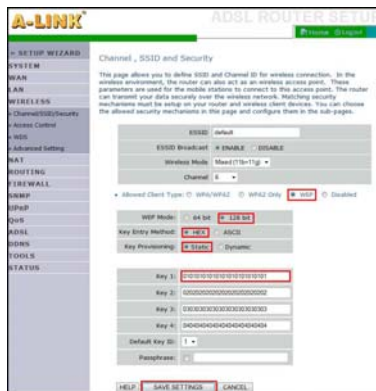 A-LINK
ADSL ROUTER SETUP
Home Logout
» SETUP WIZARD
SYSTEM
WAN
LAN
WIRELESS
» Channel/SSID/Security
» Access Control
» WDS
» Advanced Setting
NAT
ROUTING
FIREWALL
SNMP
UPnP
QoS
ADSL
DDNS
TOOLS
STATUS
Channel , SSID and Security
This page allows you to define SSID and Channel ID for wireless connection. In the
wireless environment, the router can also act as an wireless access point. These
parameters are used for the mobile stations to connect to this access point. The router
can transmit your data securely over the wireless network. Matching security
mechanisms must be setup on your router and wireless client devices. You can choose
the allowed security mechanisms in this page and configure them in the sub-pages.
ESSID default
ESSID Broadcast ENABLE DISABLE
Wireless Mode Mixed (11b+11g)
Channel 6
Allowed Client Type: WPA/WPA2 WPA2 Only WEP Disabled
WEP Mode: 64 bit 128 bit
Key Entry Method: HEX ASCII
Key Provisioning: Static Dynamic
Key 1: 01010101010101010101010101
Key 2: 02020202020202020202020202
Key 3: 03030303030303030303030303
Key 4: 04040404040404040404040404
Default Key ID: 1
Passphrase:
HELP SAVE SETTINGS CANCEL